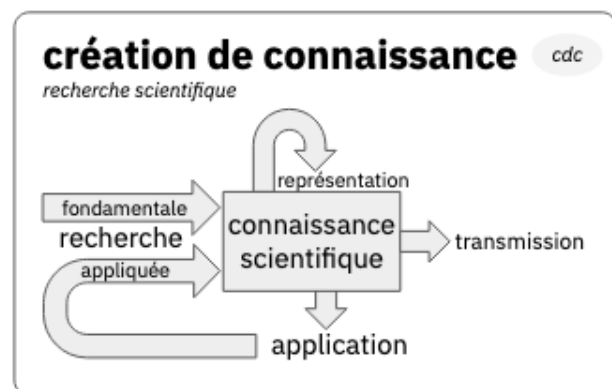 création de connaissance
cdc
recherche scientifique
représentation
fondamentale
recherche
appliquée
connaissance
scientifique
transmission
application